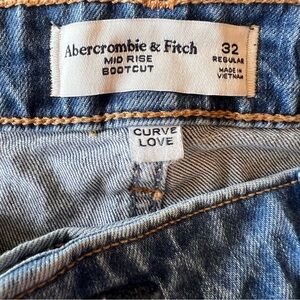 Abercrombie & Fitch
MID RISE
BOOTCUT
32
REGULAR
MADE IN
VIETNAM
CURVE
LOVE